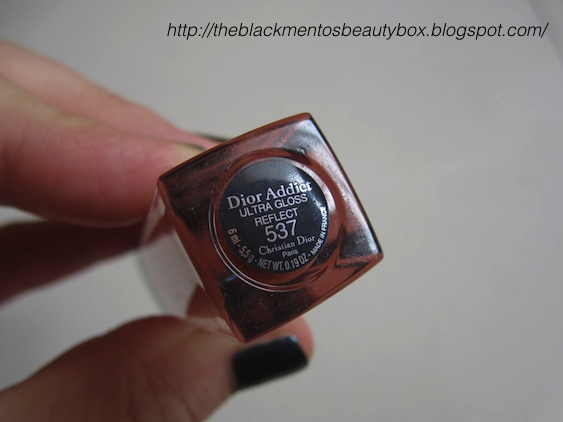 http://theblackmentosbeautybox.blogspot.com/
Dior Addict
ULTRA GLOSS
REFLECT
537
Christian Dior
Paris
6 ml - 5,5 g - NET WT. 0.19 OZ - MADE IN FRANCE